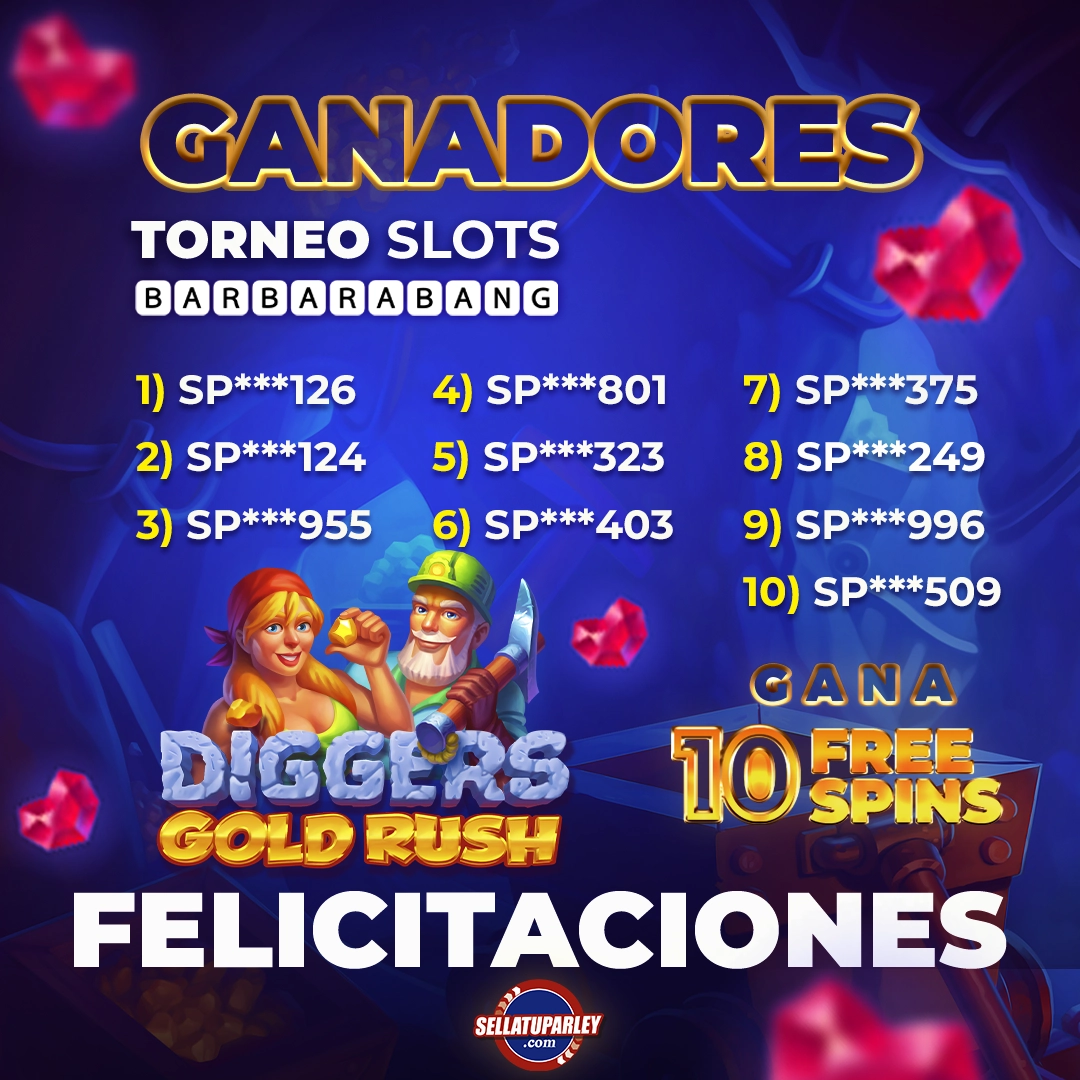 GANADORES
TORNEO SLOTS
BARBARABANG
1) SP***126
2) SP***124
3) SP***955
4) SP***801
5) SP***323
6) SP***403
7) SP***375
8) SP***249
9) SP***996
10) SP***509
DIGGERS
GOLD RUSH
GANA
10 FREE
SPINS
FELICITACIONES
SELLATUPARLEY
.com